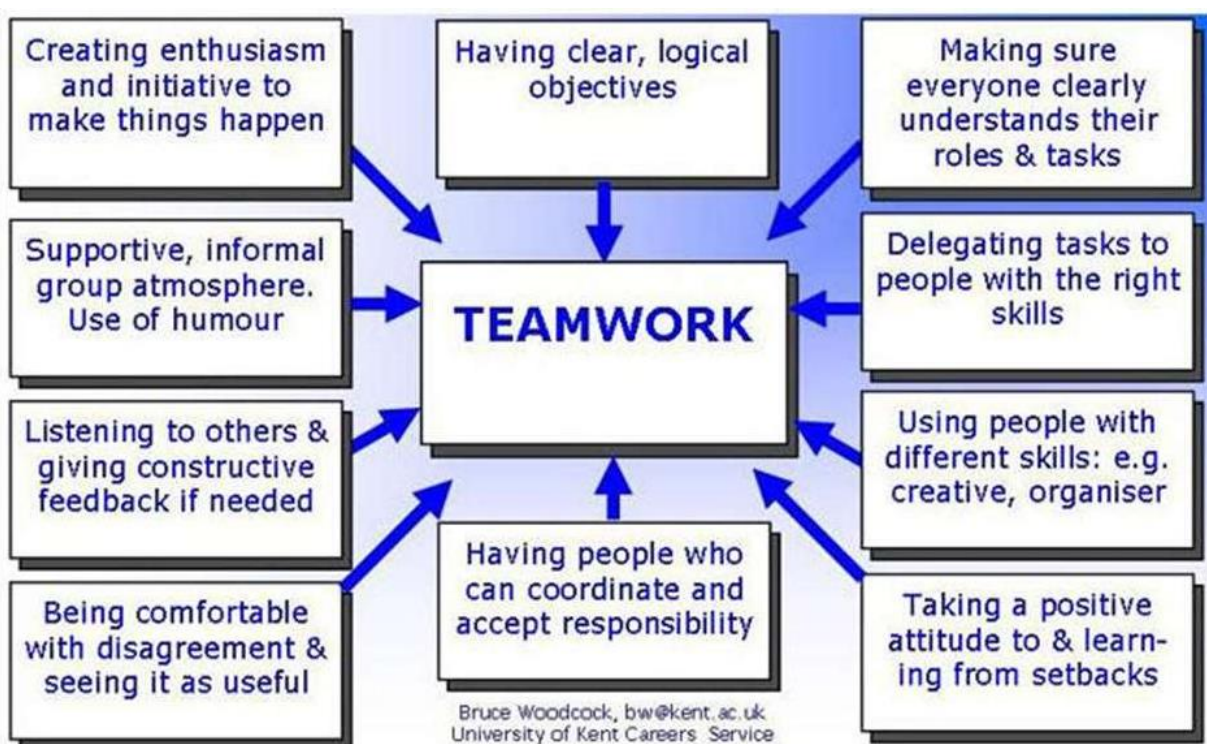 Creating enthusiasm
and initiative to
make things happen
Having clear, logical
objectives
Making sure
everyone clearly
understands their
roles & tasks
Supportive, informal
group atmosphere.
Use of humour
TEAMWORK
Delegating tasks to
people with the right
skills
Listening to others &
giving constructive
feedback if needed
Using people with
different skills: e.g.
creative, organiser
Being comfortable
with disagreement &
seeing it as useful
Having people who
can coordinate and
accept responsibility
Taking a positive
attitude to & learn-
ing from setbacks
Bruce Woodcock, bw@kent.ac.uk
University of Kent Careers Service